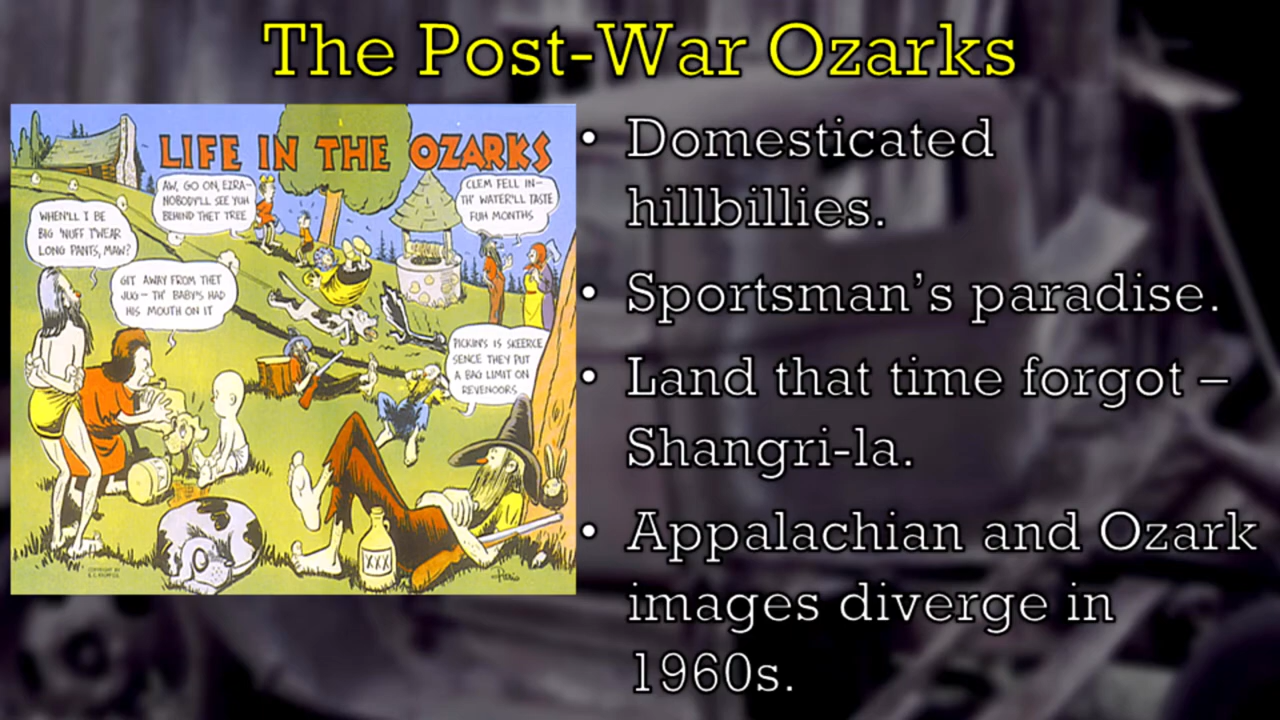 The Post-War Ozarks
LIFE IN THE OZARKS
AW, GO ON, EZRA-
NOBODY'LL SEE YUH
BEHIND THET TREE
CLEM FELL IN-
TH' WATER'LL TASTE
FUH MONTHS
WHEN'LL I BE
BIG 'NUFF T'WEAR
LONG PANTS, MAW?
GIT AWAY FROM THET
JUG- TH' BABY'S HAD
HIS MOUTH ON IT
PICKIN'S IS SKEERCE
SENCE THEY PUT
A BAG LIMIT ON
REVENOORS
XXX
• Domesticated
hillbillies.
• Sportsman's paradise.
• Land that time forgot –
Shangri-la.
• Appalachian and Ozark
images diverge in
1960s.